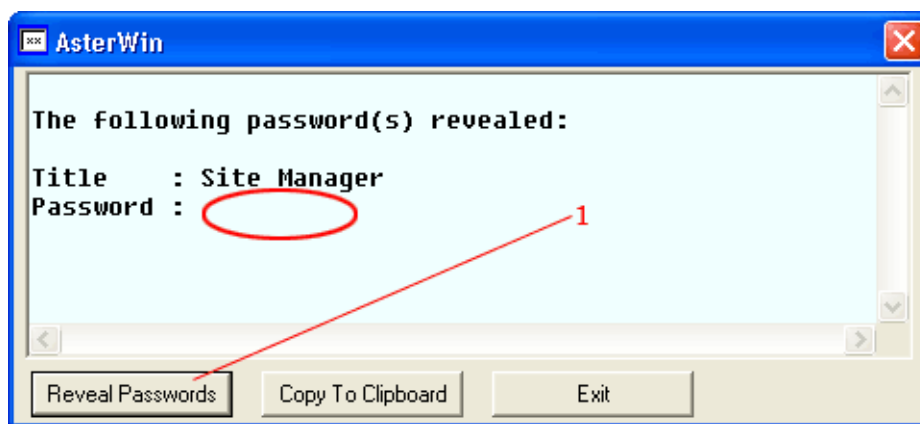 AsterWin
The following password(s) revealed:
Title : Site Manager
Password :
1
Reveal Passwords
Copy To Clipboard
Exit